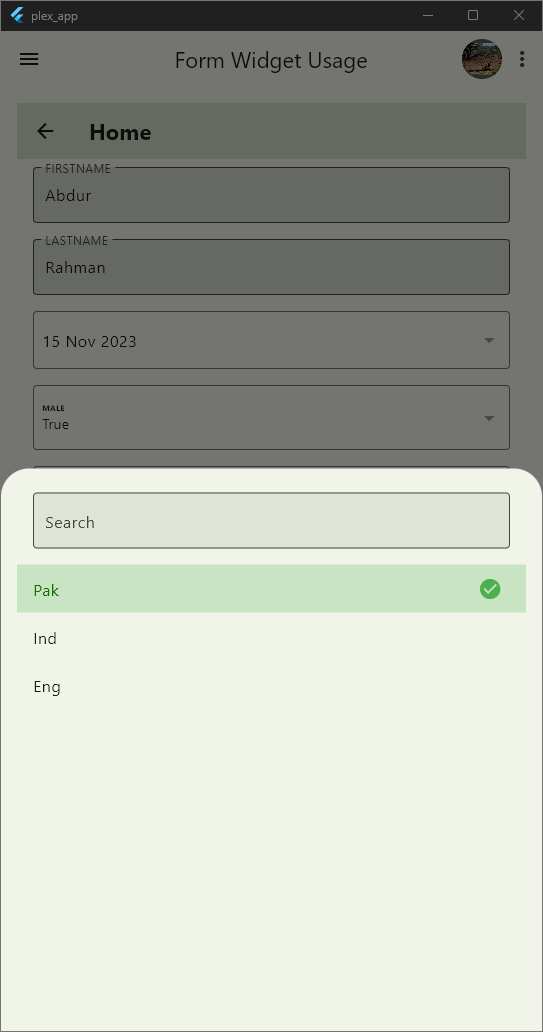 plex_app
Form Widget Usage
Home
FIRSTNAME
Abdur
LASTNAME
Rahman
15 Nov 2023
MALE
True
Search
Pak
Ind
Eng